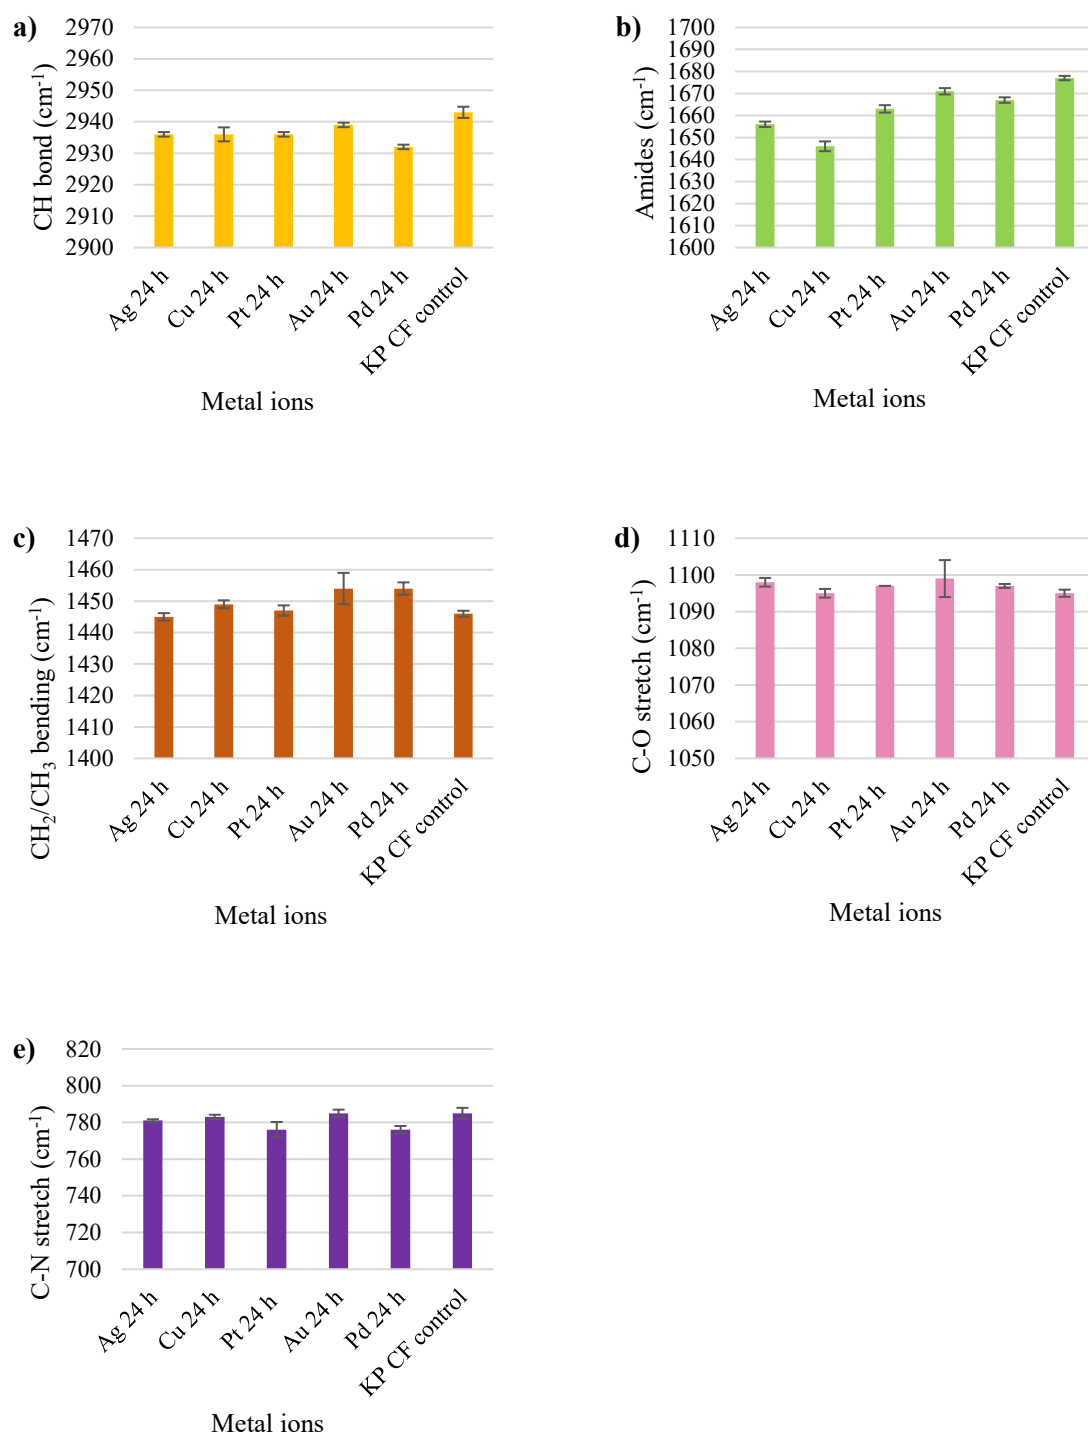 a)
CH bond (cm-1)
2970
2960
2950
2940
2930
2920
2910
2900
Ag 24 h
Cu 24 h
Pt 24 h
Au 24 h
Pd 24 h
KP CF control
Metal ions
b)
Amides (cm-1)
1700
1690
1680
1670
1660
1650
1640
1630
1620
1610
1600
Ag 24 h
Cu 24 h
Pt 24 h
Au 24 h
Pd 24 h
KP CF control
Metal ions
c)
CH2/CH3 bending (cm-1)
1470
1460
1450
1440
1430
1420
1410
1400
Ag 24 h
Cu 24 h
Pt 24 h
Au 24 h
Pd 24 h
KP CF control
Metal ions
d)
C-O stretch (cm-1)
1110
1100
1090
1080
1070
1060
1050
Ag 24 h
Cu 24 h
Pt 24 h
Au 24 h
Pd 24 h
KP CF control
Metal ions
e)
C-N stretch (cm-1)
820
800
780
760
740
720
700
Ag 24 h
Cu 24 h
Pt 24 h
Au 24 h
Pd 24 h
KP CF control
Metal ions